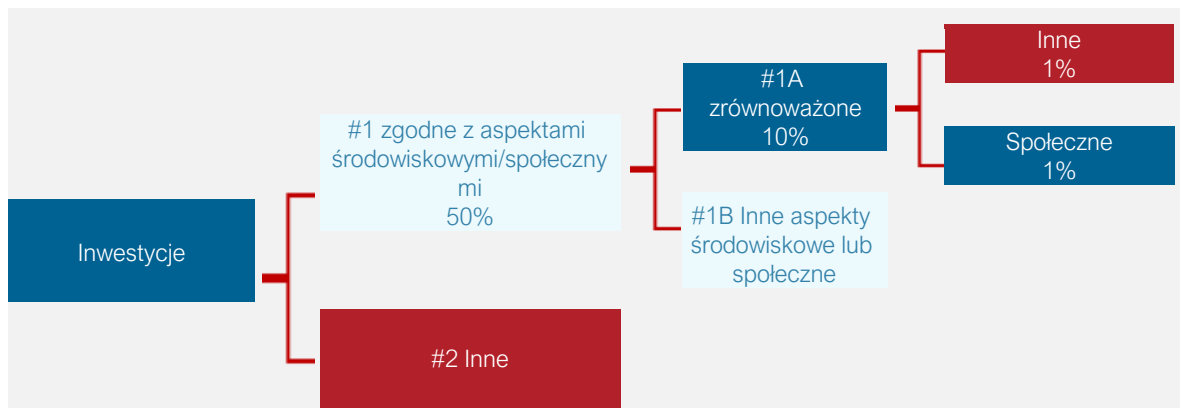 Inwestycje
#1 zgodne z aspektami
środowiskowymi/społeczny
mi
50%
#2 Inne
#1A
zrównoważone
10%
#1B Inne aspekty
środowiskowe lub
społeczne
Inne
1%
Społeczne
1%